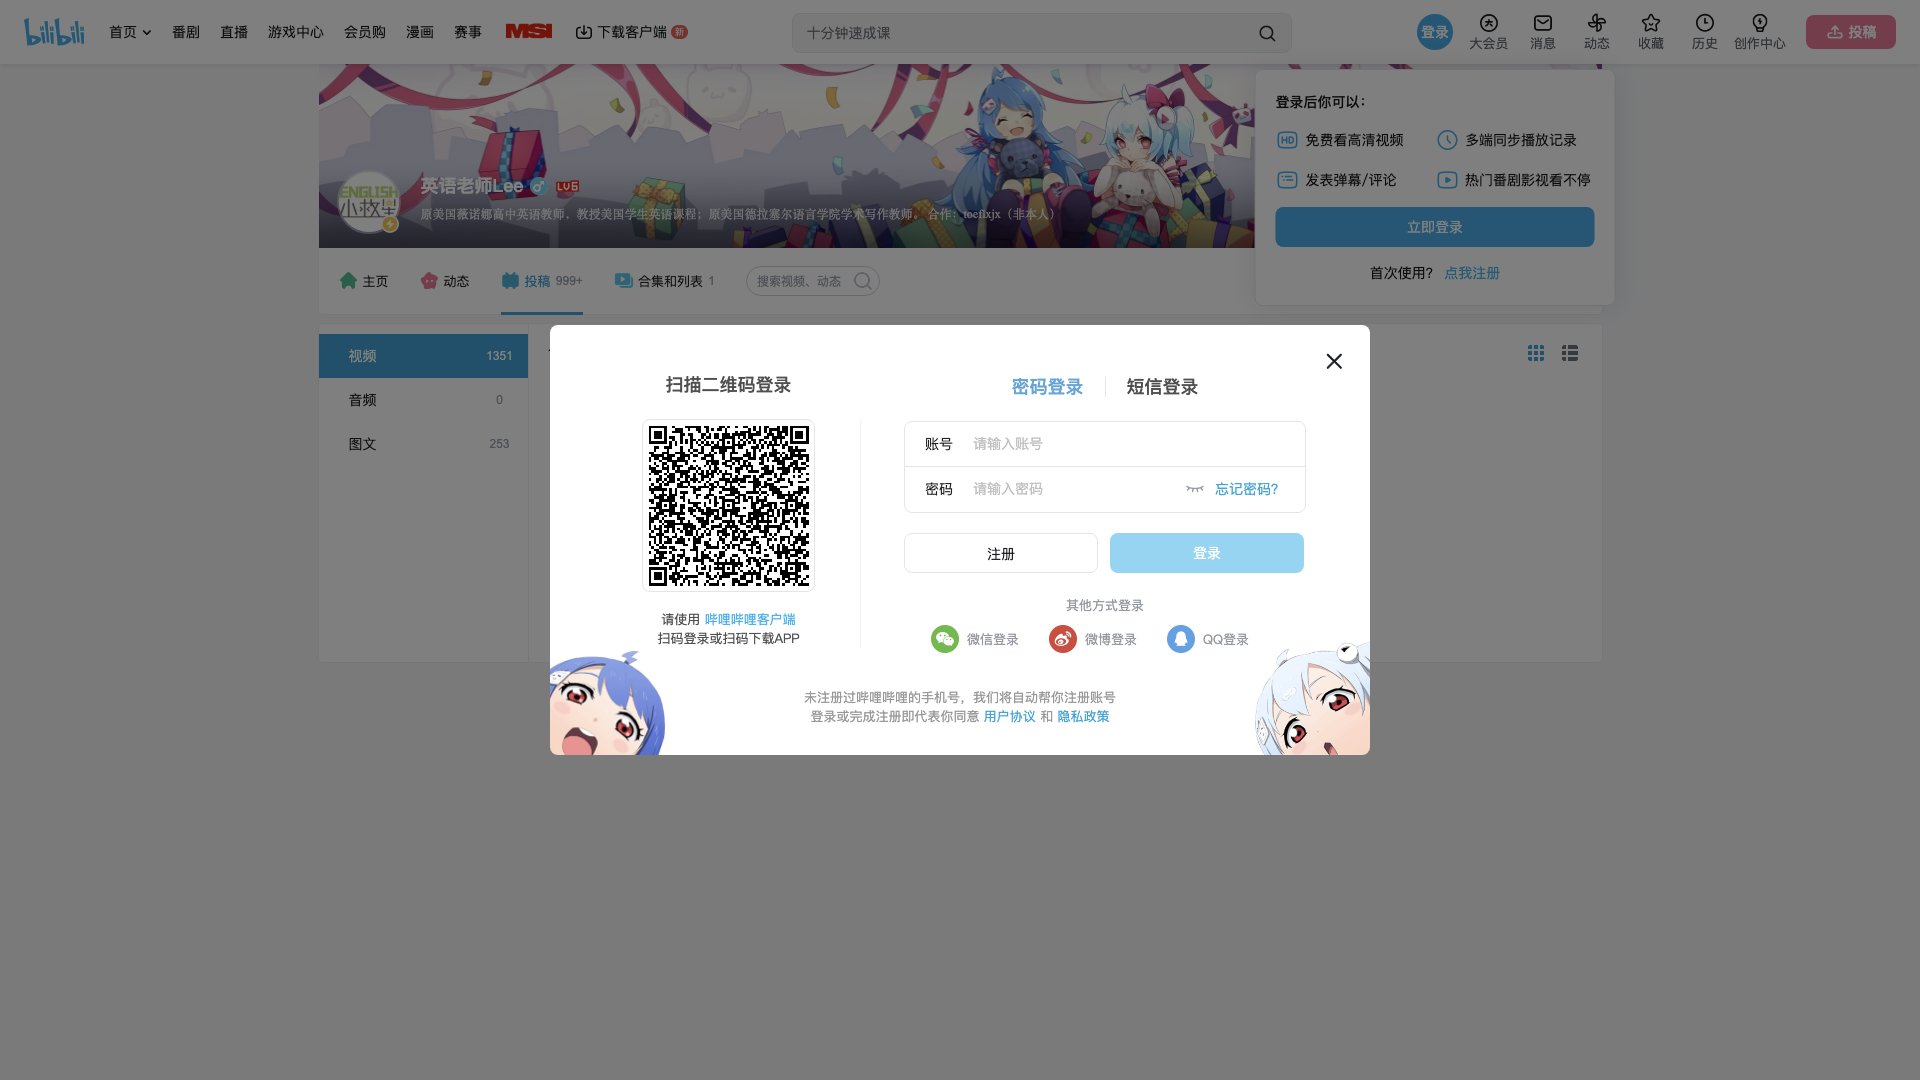 bilibili
首页
番剧
直播
游戏中心
会员购
漫画
赛事
MSI
下载客户端
新
十分钟速成课
登录
大会员
消息
动态
收藏
历史
创作中心
投稿
登录后你可以：
HD 免费看高清视频
多端同步播放记录
发表弹幕/评论
热门番剧影视看不停
立即登录
首次使用？ 点我注册
ENGLISH
小救星
英语老师Lee
LV6
原美国薇诺娜高中英语教师，教授美国学生英语课程；原美国德拉塞尔语言学院学术写作教师。 合作：toeflxjx（非本人）
主页
动态
投稿 999+
合集和列表 1
搜索视频、动态
视频 1351
音频 0
图文 253
扫描二维码登录
请使用 哔哩哔哩客户端
扫码登录或扫码下载APP
密码登录
短信登录
账号 请输入账号
密码 请输入密码
忘记密码?
注册
登录
其他方式登录
微信登录
微博登录
QQ登录
未注册过哔哩哔哩的手机号，我们将自动帮你注册账号
登录或完成注册即代表你同意 用户协议 和 隐私政策